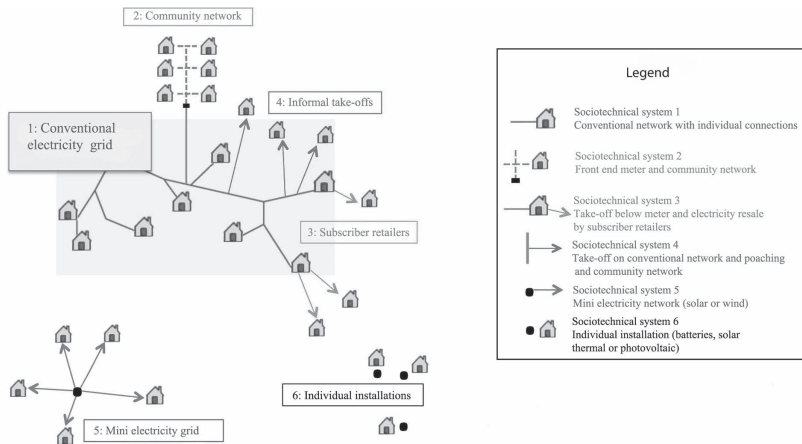 2: Community network
4: Informal take-offs
1: Conventional
electricity grid
3: Subscriber retailers
6: Individual installations
5: Mini electricity grid
Legend
Sociotechnical system 1
Conventional network with individual connections
Sociotechnical system 2
Front end meter and community network
Sociotechnical system 3
Take-off below meter and electricity resale
by subscriber retailers
Sociotechnical system 4
Take-off on conventional network and poaching
and community network
Sociotechnical system 5
Mini electricity network (solar or wind)
Sociotechnical system 6
Individual installation (batteries, solar
thermal or photovoltaic)